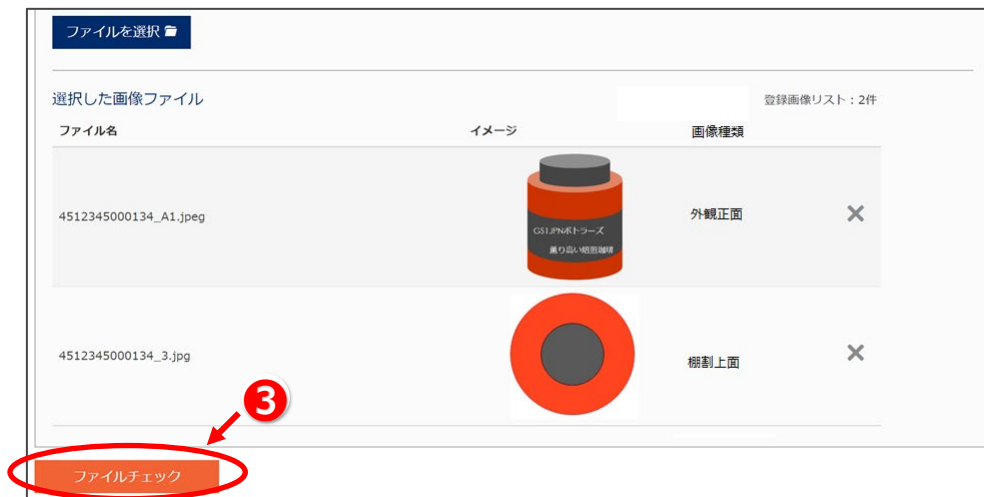 ファイルを選択
選択した画像ファイル
登録画像リスト：2件
ファイル名 イメージ 画像種類
4512345000134_A1.jpeg
GS1JPNボトラーズ
薫り高い焙煎珈琲
外観正面
4512345000134_3.jpg
棚割上面
3
ファイルチェック